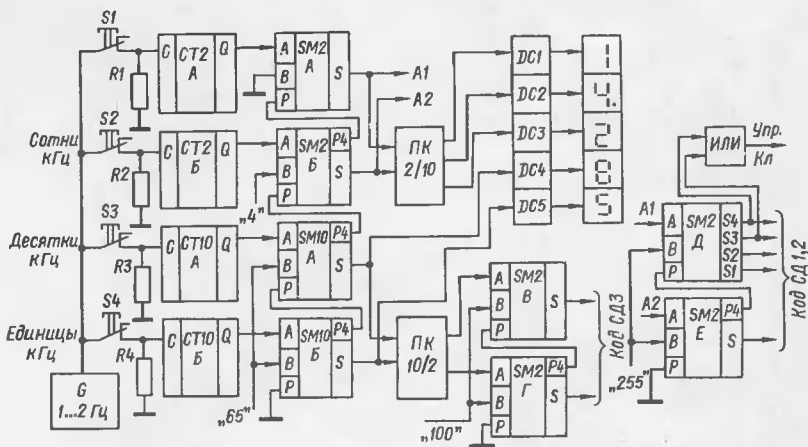 S1
C CT2 A Q
R1
A B P SM2 A S
A1
A2
DC1
DC2
DC3
DC4
DC5
1
4.
2
8
5
Сотни кГц
S2
C CT2 Б Q
R2
A B P SM2 Б P4 S
„4"
ПК 2/10
ИЛИ
Упр.
Кл
Десятки кГц
S3
C CT10 А Q
R3
A B P SM10 А P4 S
Единицы кГц
S4
C CT10 Б Q
R4
A B P SM10 Б P4 S
„65"
ПК 10/2
A B P SM2 В S
A B P SM2 Г P4 S
„100"
Код СД3
A1
A B P SM2 Д S4 S3 S2 S1
A2
A B P SM2 Е P4 S
„255"
Код СД 1,2
G
1...2 Гц